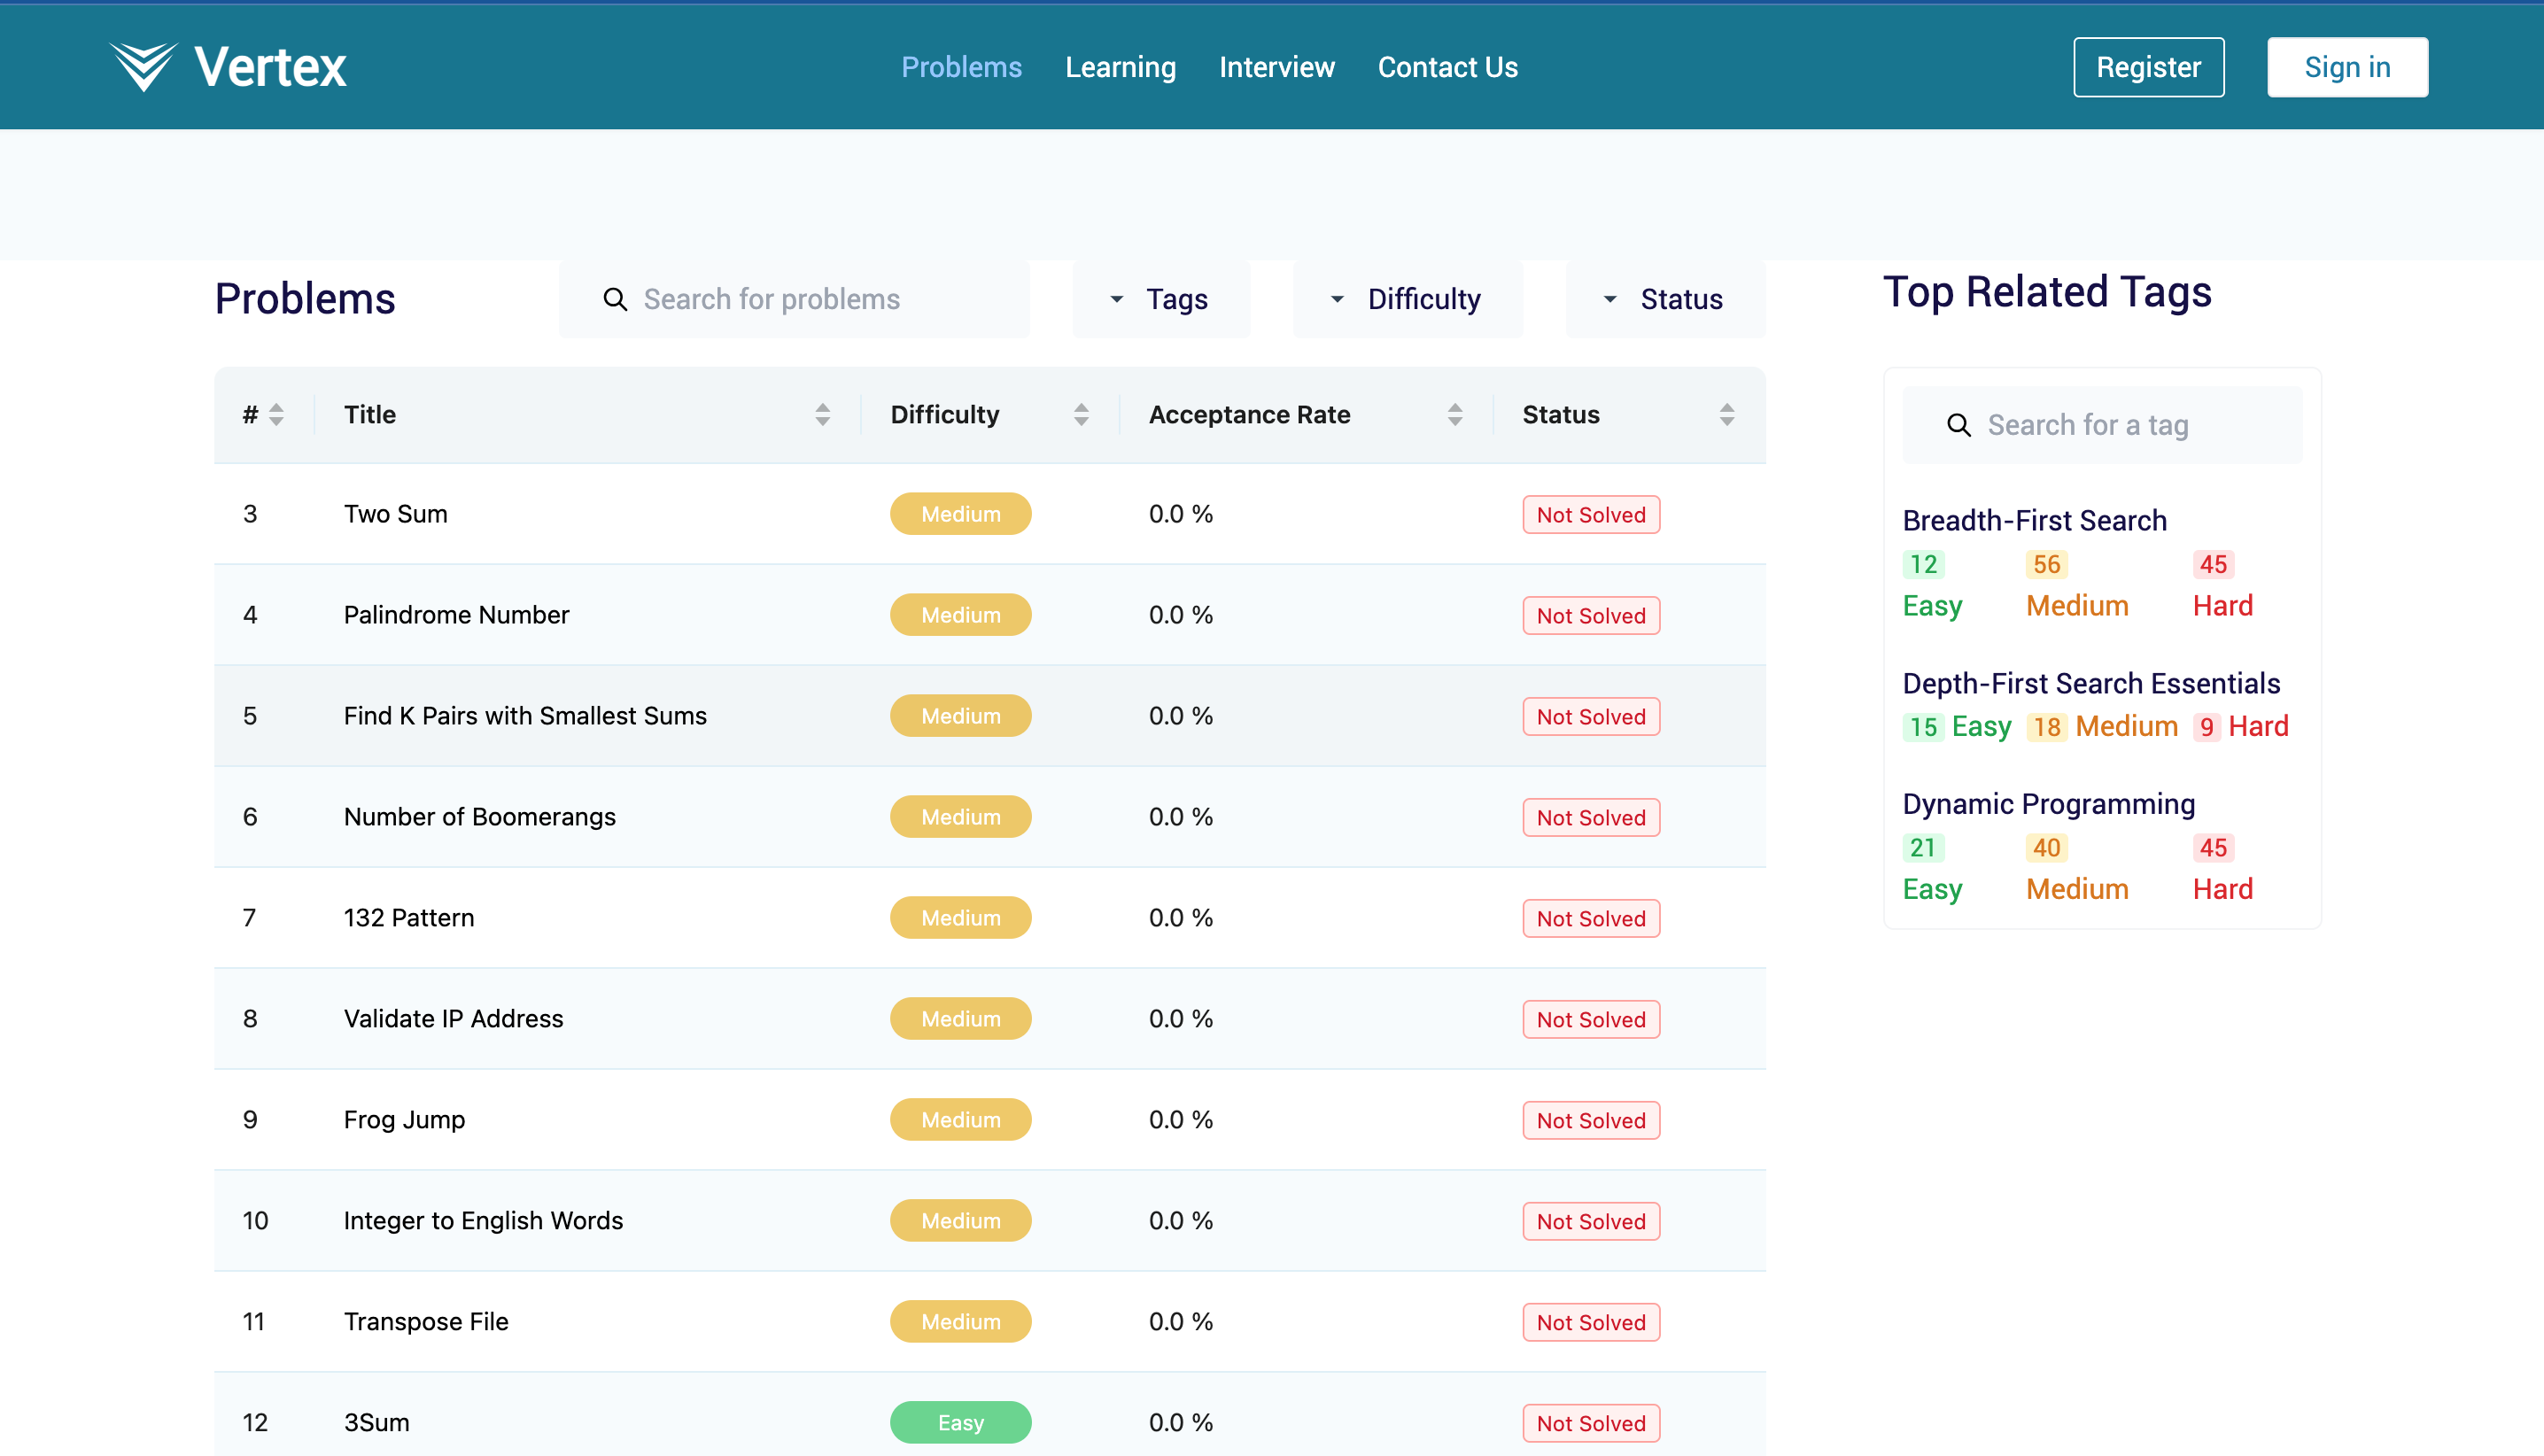 Vertex
Problems Learning Interview Contact Us
Register Sign in
Problems
Search for problems
Tags Difficulty Status
# Title Difficulty Acceptance Rate Status
3 Two Sum Medium 0.0 % Not Solved
4 Palindrome Number Medium 0.0 % Not Solved
5 Find K Pairs with Smallest Sums Medium 0.0 % Not Solved
6 Number of Boomerangs Medium 0.0 % Not Solved
7 132 Pattern Medium 0.0 % Not Solved
8 Validate IP Address Medium 0.0 % Not Solved
9 Frog Jump Medium 0.0 % Not Solved
10 Integer to English Words Medium 0.0 % Not Solved
11 Transpose File Medium 0.0 % Not Solved
12 3Sum Easy 0.0 % Not Solved
Top Related Tags
Search for a tag
Breadth-First Search
12 56 45
Easy Medium Hard
Depth-First Search Essentials
15 Easy 18 Medium 9 Hard
Dynamic Programming
21 40 45
Easy Medium Hard